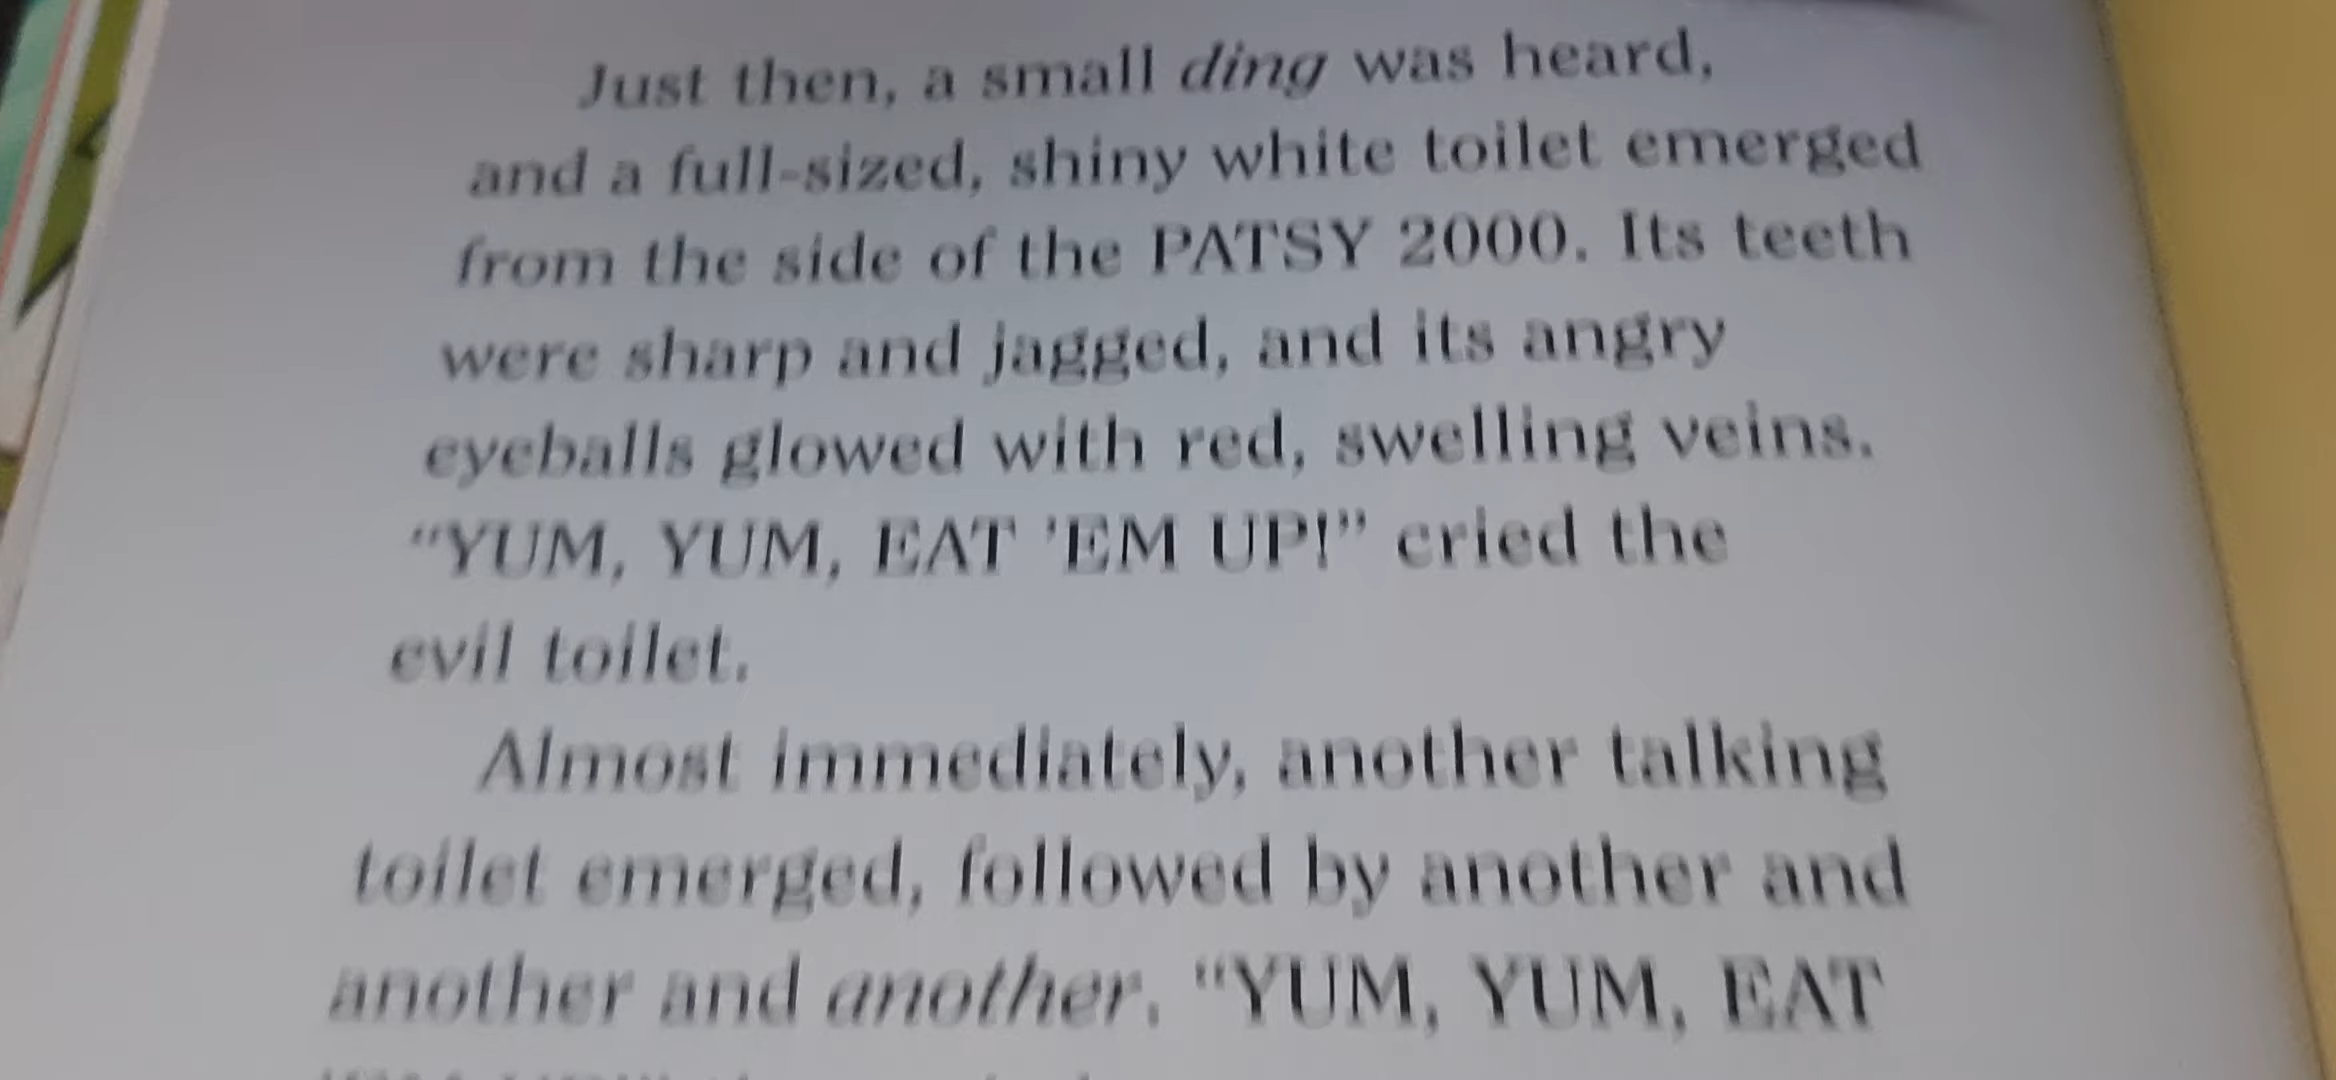 Just then, a small ding was heard,
and a full-sized, shiny white toilet emerged
from the side of the PATSY 2000. Its teeth
were sharp and jagged, and its angry
eyeballs glowed with red, swelling veins.
“YUM, YUM, EAT ’EM UP!” cried the
evil toilet.
Almost immediately, another talking
toilet emerged, followed by another and
another and another. “YUM, YUM, EAT